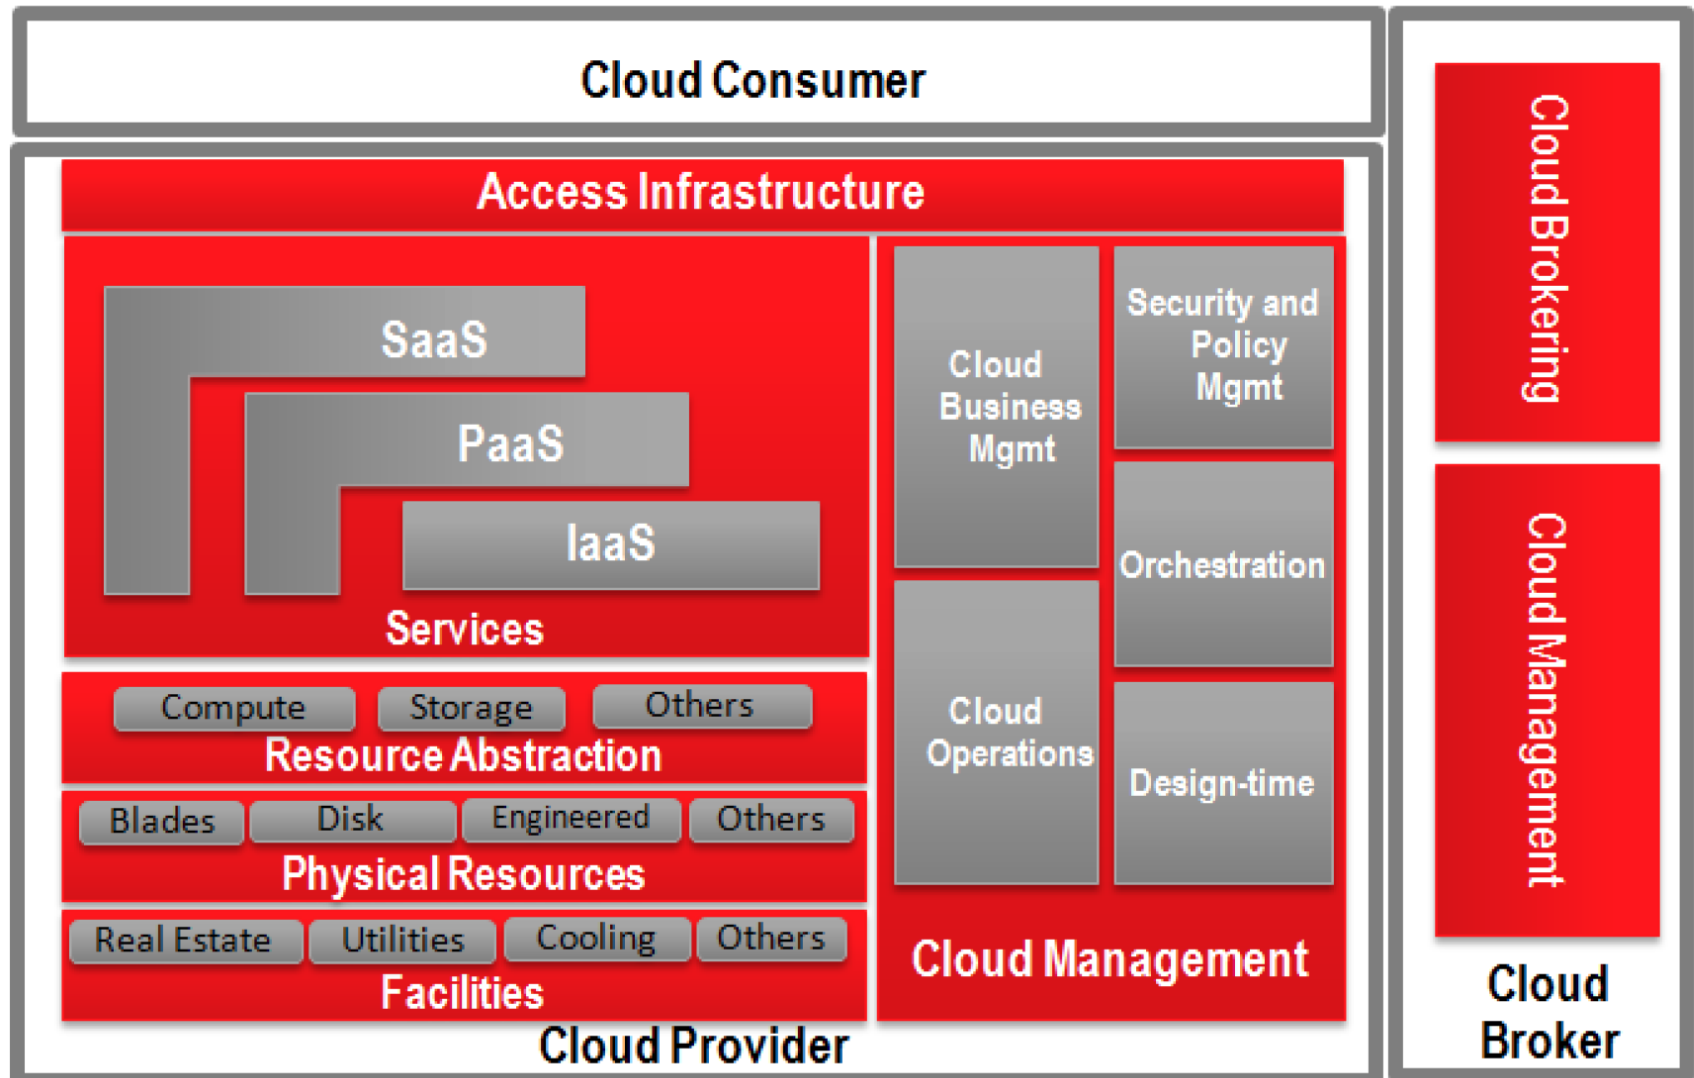 Cloud Consumer
Access Infrastructure
SaaS
PaaS
IaaS
Services
Compute
Storage
Others
Resource Abstraction
Blades
Disk
Engineered
Others
Physical Resources
Real Estate
Utilities
Cooling
Others
Facilities
Cloud
Business
Mgmt
Security and
Policy
Mgmt
Orchestration
Cloud
Operations
Design-time
Cloud Management
Cloud Provider
Cloud Brokering
Cloud Management
Cloud
Broker